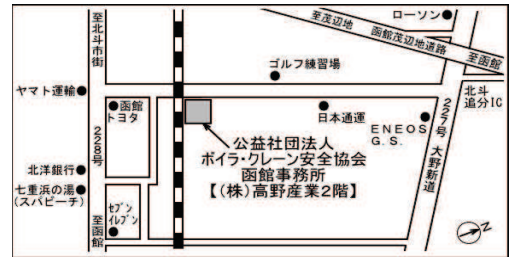 至北斗市街
至茂辺地
函館茂辺地道路
至函館
ローソン
ゴルフ練習場
ヤマト運輸
函館
トヨタ
日本通運
ENEOS
G.S.
227号 大野新道
北斗
追分IC
228号
公益社団法人
ボイラ・クレーン安全協会
函館事務所
【(株)高野産業2階】
北洋銀行
七重浜の湯
(スパビーチ)
セブン
イレブン
至函館
N